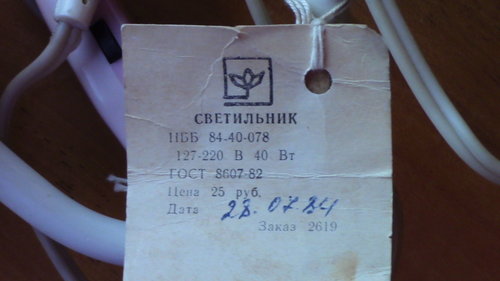 СВЕТИЛЬНИК
НББ 84-40-078
127-220 В 40 Вт
ГОСТ 8607-82
Цена 25 руб.
Дата 28.07.84
Заказ 2619